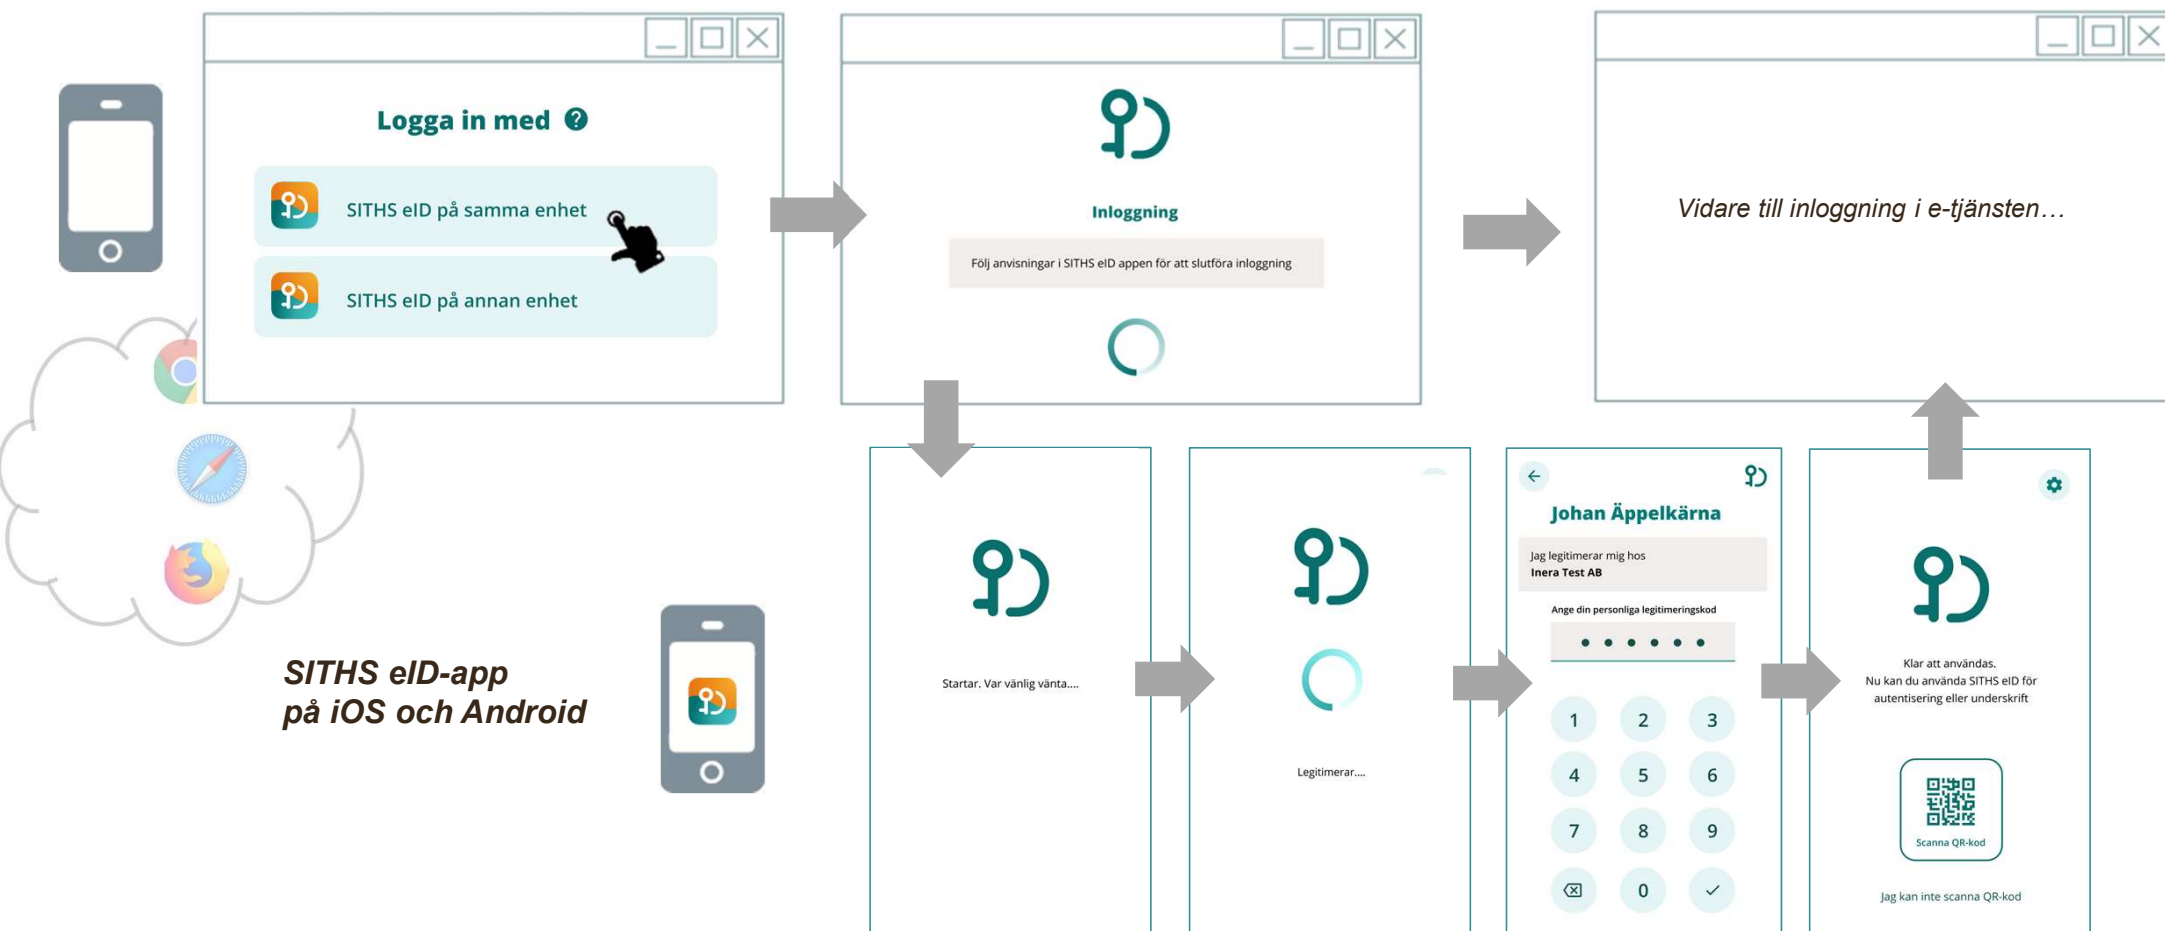 Logga in med ?
SITHS eID på samma enhet
SITHS eID på annan enhet
Inloggning
Följ anvisningar i SITHS eID appen för att slutföra inloggning
Vidare till inloggning i e-tjänsten…
SITHS eID-app
på iOS och Android
Startar. Var vänlig vänta....
Legitimerar....
Johan Äppelkärna
Jag legitimerar mig hos
Inera Test AB
Ange din personliga legitimeringskod
1 2 3
4 5 6
7 8 9
0
Klar att användas.
Nu kan du använda SITHS eID för
autentisering eller underskrift
Scanna QR-kod
Jag kan inte scanna QR-kod